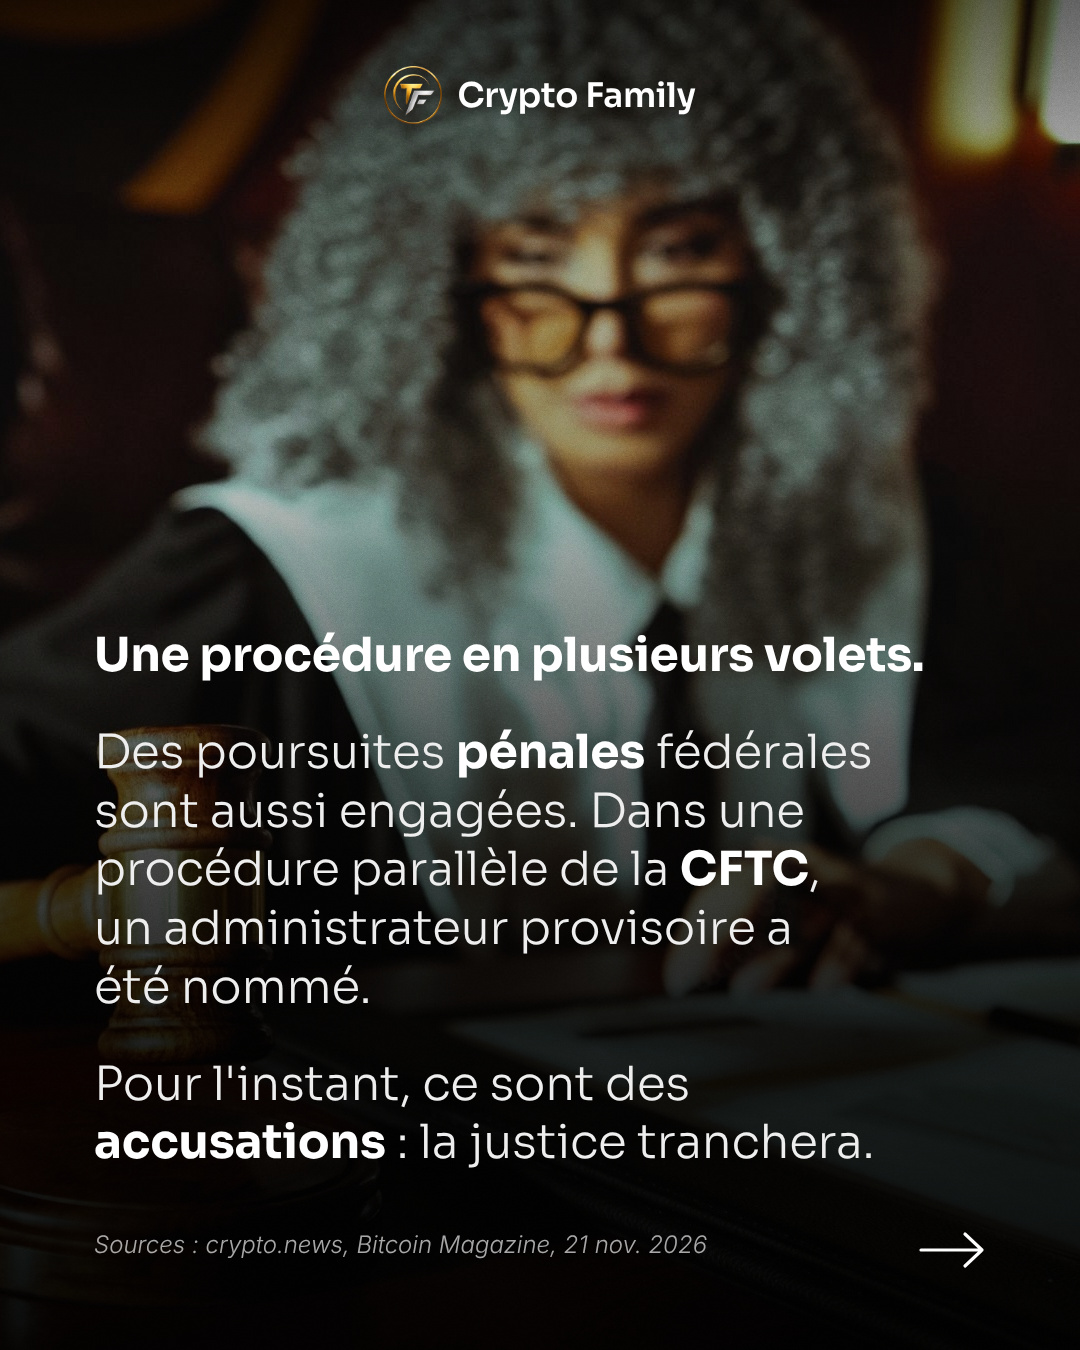 TF Crypto Family
Une procédure en plusieurs volets.
Des poursuites pénales fédérales
sont aussi engagées. Dans une
procédure parallèle de la CFTC,
un administrateur provisoire a
été nommé.
Pour l'instant, ce sont des
accusations : la justice tranchera.
Sources : crypto.news, Bitcoin Magazine, 21 nov. 2026